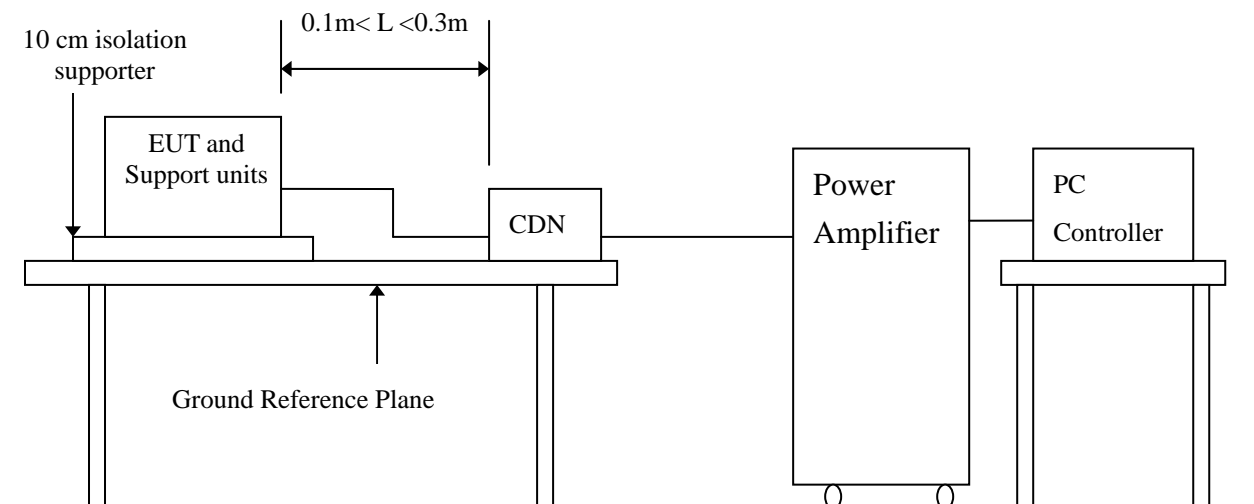 0.1m< L <0.3m
10 cm isolation
supporter
EUT and
Support units
CDN
Power
Amplifier
PC
Controller
Ground Reference Plane